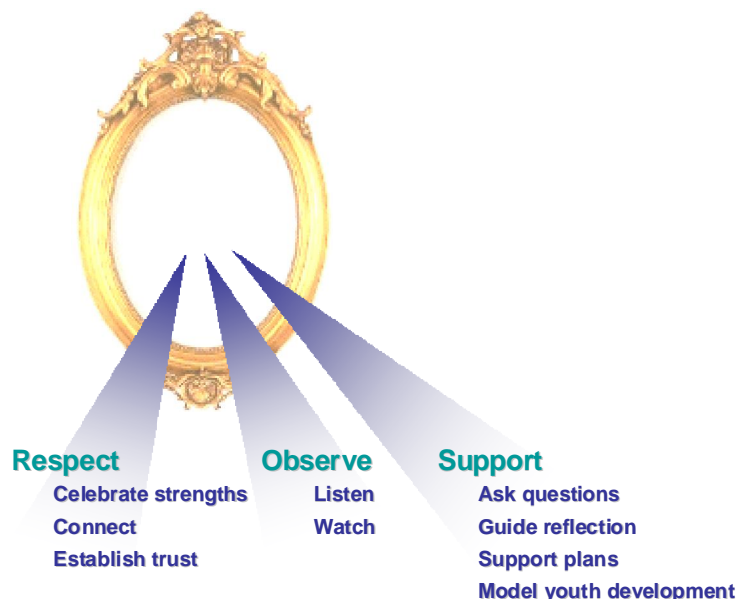 Respect
Celebrate strengths
Connect
Establish trust
Observe
Listen
Watch
Support
Ask questions
Guide reflection
Support plans
Model youth development